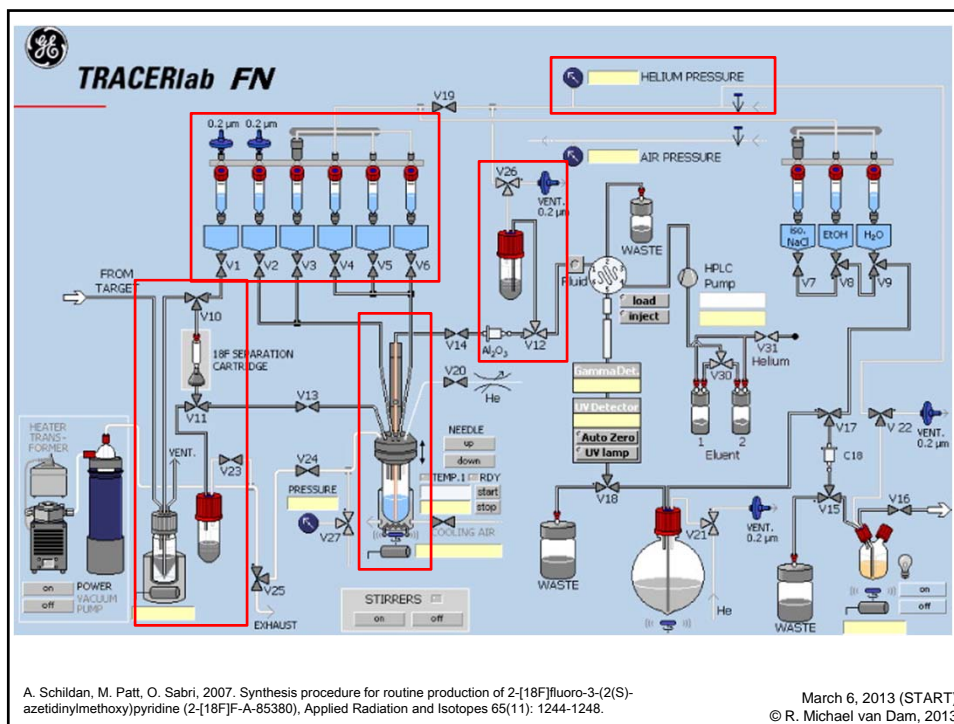 GE
TRACERlab FN
HELIUM PRESSURE
V19
0.2 µm 0.2 µm
AIR PRESSURE
V26
VENT.
0.2 µm
WASTE
Iso. NaCl
EtOH
H₂O
V1 V2 V3 V4 V5 V6
FROM TARGET
Fluid
HPLC Pump
V7 V8 V9
load
inject
V10
V14
Al₂O₃
V12
V31
Helium
18F SEPARATION CARTRIDGE
V20
He
V30
Gamma Det.
V11
V13
UV Detector
1 2
Eluent
V17
V 22
VENT.
0.2 µm
HEATER TRANS-FORMER
VENT.
V23
V24
NEEDLE
up
down
Auto Zero
UV lamp
C18
TEMP.1 RDY
start
stop
PRESSURE
V18
V15
V16
V27
COOLING AIR
V21
VENT.
0.2 µm
on POWER
off VACUUM PUMP
V25
EXHAUST
WASTE
He
WASTE
on
off
STIRRERS
on off
A. Schildan, M. Patt, O. Sabri, 2007. Synthesis procedure for routine production of 2-[18F]fluoro-3-(2(S)-
azetidinylmethoxy)pyridine (2-[18F]F-A-85380), Applied Radiation and Isotopes 65(11): 1244-1248.
March 6, 2013 (START)
© R. Michael van Dam, 2013